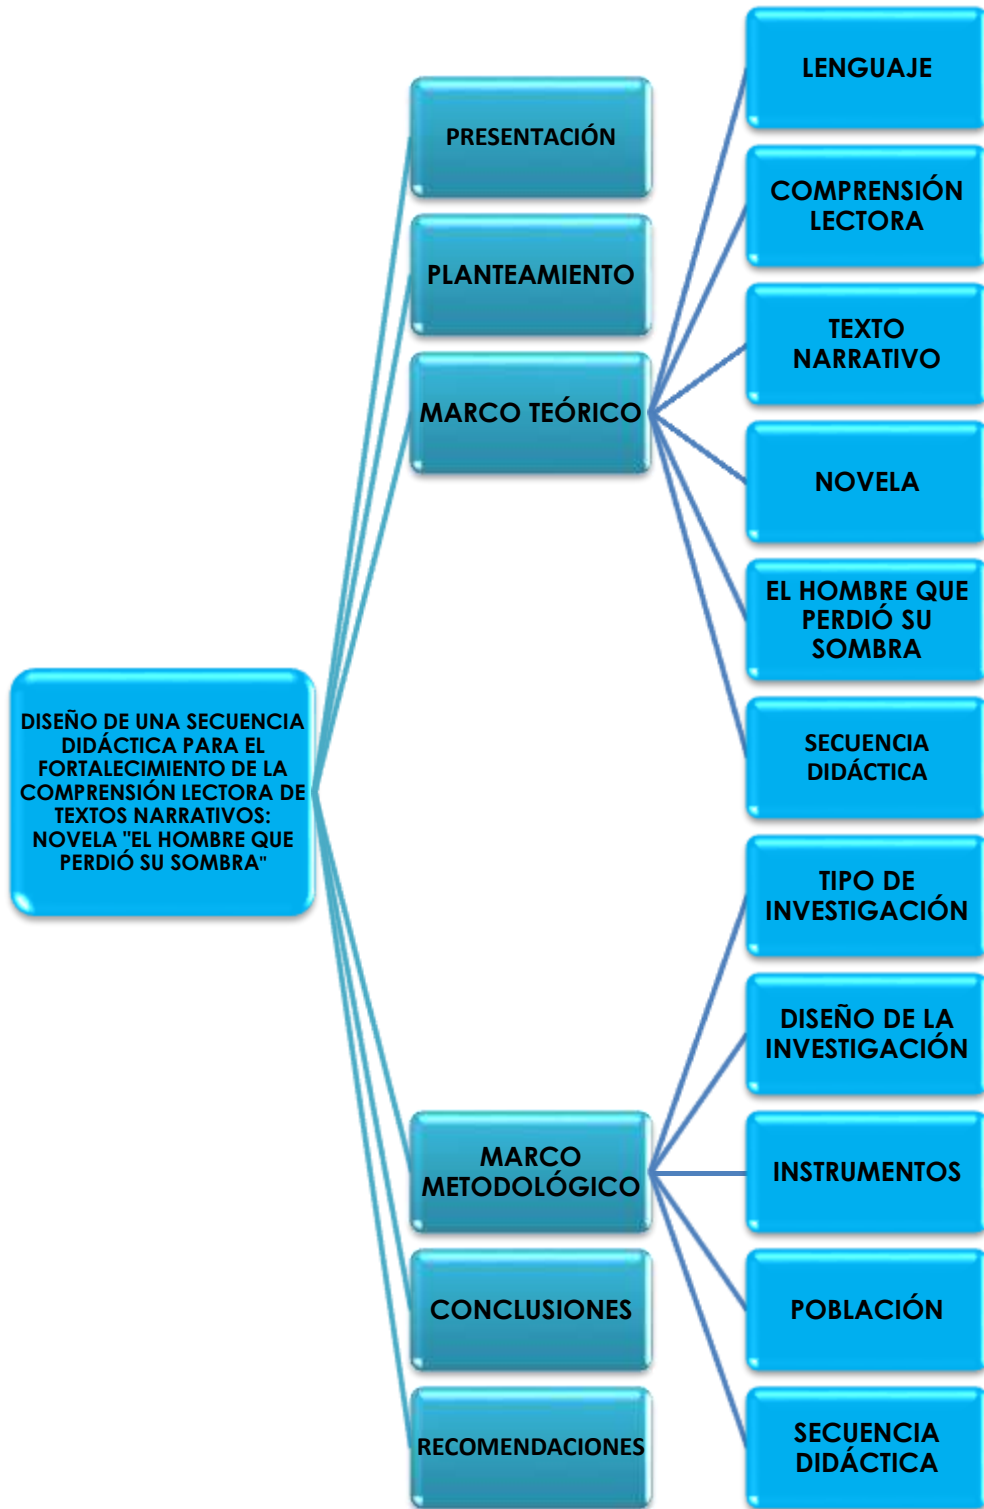 DISEÑO DE UNA SECUENCIA
DIDÁCTICA PARA EL
FORTALECIMIENTO DE LA
COMPRENSIÓN LECTORA DE
TEXTOS NARRATIVOS:
NOVELA "EL HOMBRE QUE
PERDIÓ SU SOMBRA"
PRESENTACIÓN
PLANTEAMIENTO
MARCO TEÓRICO
LENGUAJE
COMPRENSIÓN
LECTORA
TEXTO
NARRATIVO
NOVELA
EL HOMBRE QUE
PERDIÓ SU
SOMBRA
SECUENCIA
DIDÁCTICA
MARCO
METODOLÓGICO
TIPO DE
INVESTIGACIÓN
DISEÑO DE LA
INVESTIGACIÓN
INSTRUMENTOS
POBLACIÓN
SECUENCIA
DIDÁCTICA
CONCLUSIONES
RECOMENDACIONES